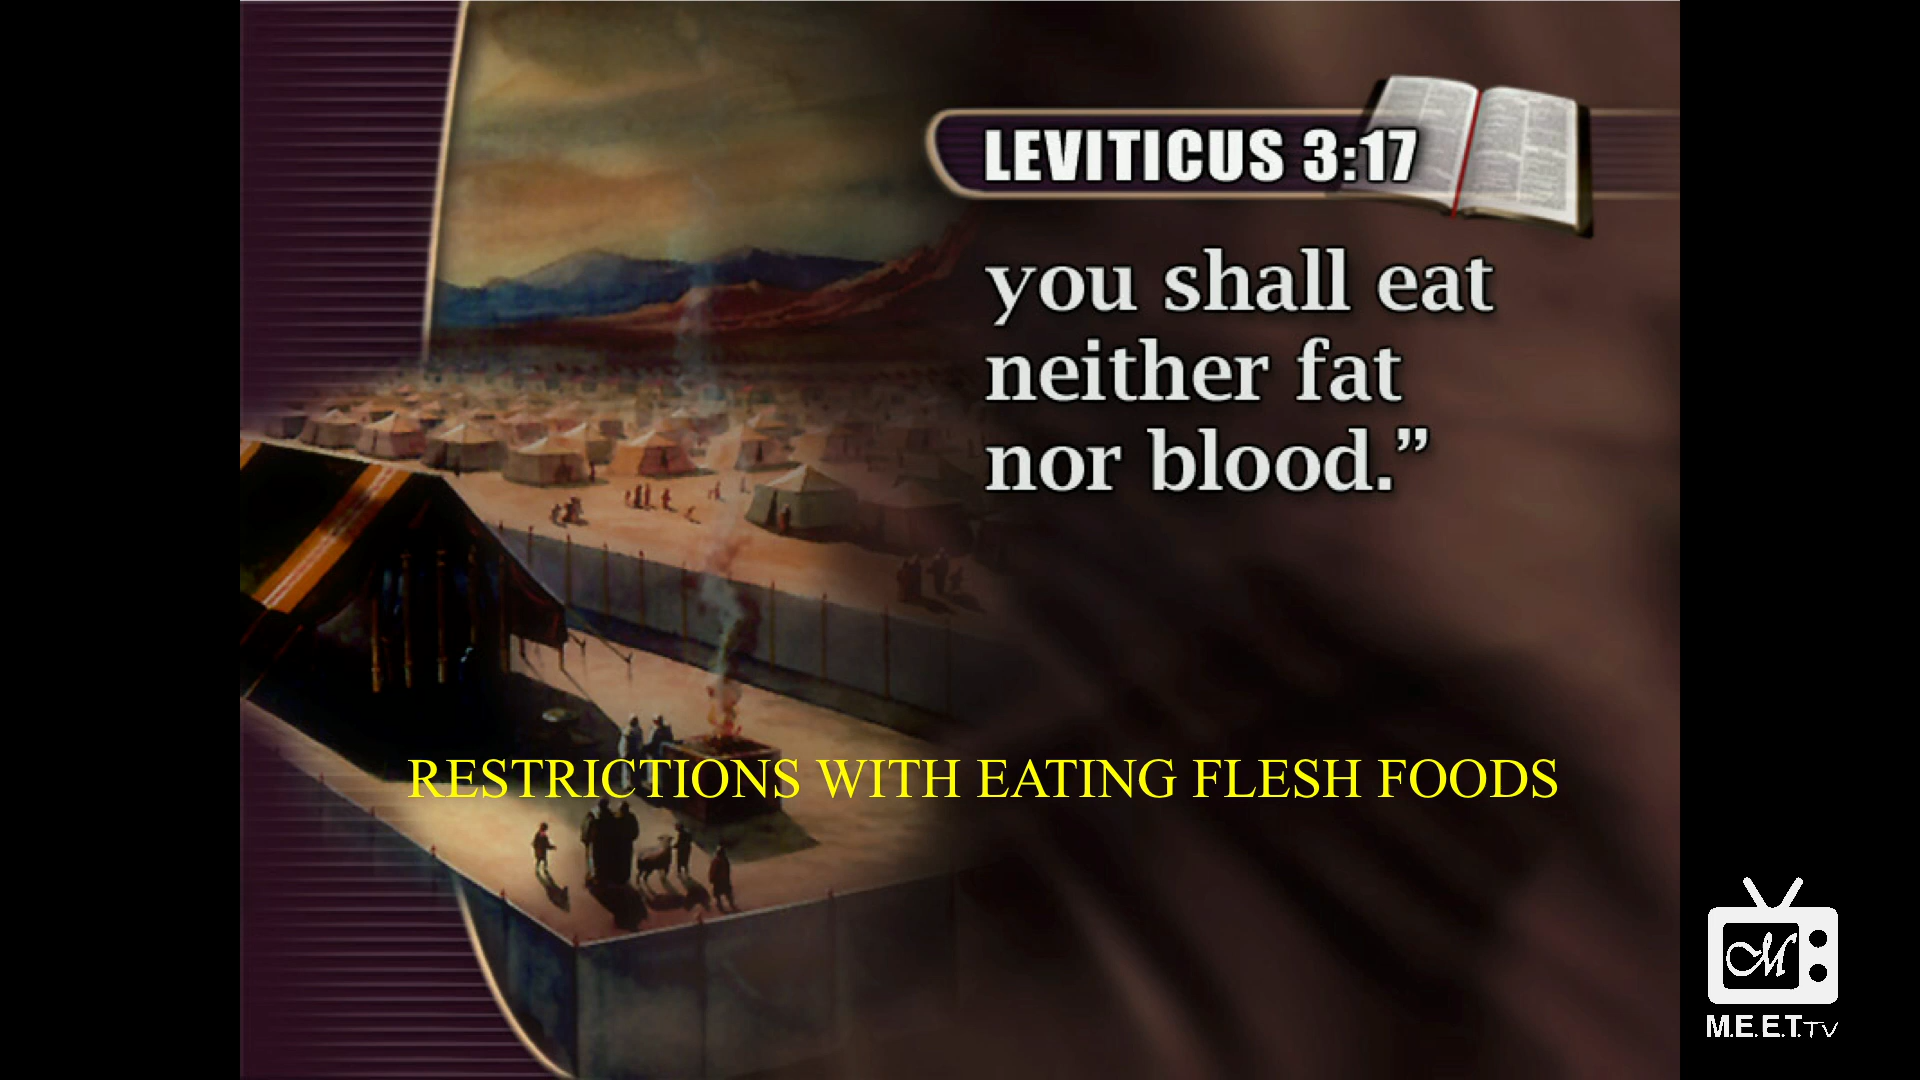 LEVITICUS 3:17
you shall eat
neither fat
nor blood.”
RESTRICTIONS WITH EATING FLESH FOODS
M
M.E.E.T.TV